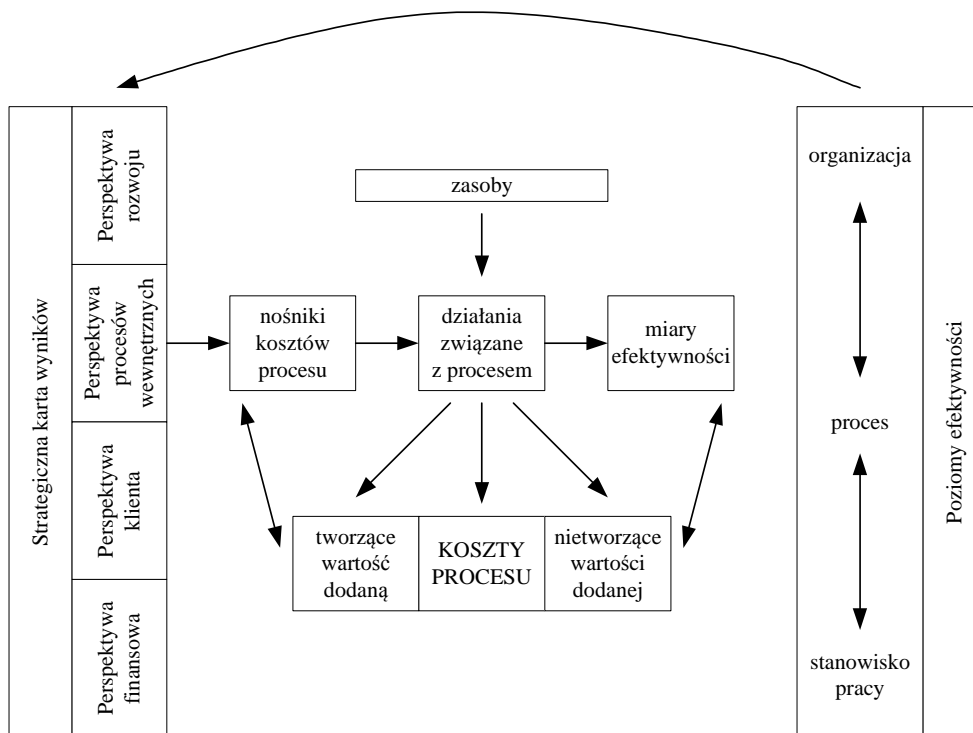 Strategiczna karta wyników
Perspektywa
rozwoju
Perspektywa
procesów
wewnętrznych
Perspektywa
klienta
Perspektywa
finansowa
zasoby
nośniki
kosztów
procesu
działania
związane
z procesem
miary
efektywności
tworzące
wartość
dodaną
KOSZTY
PROCESU
nietworzące
wartości
dodanej
organizacja
proces
stanowisko
pracy
Poziomy efektywności